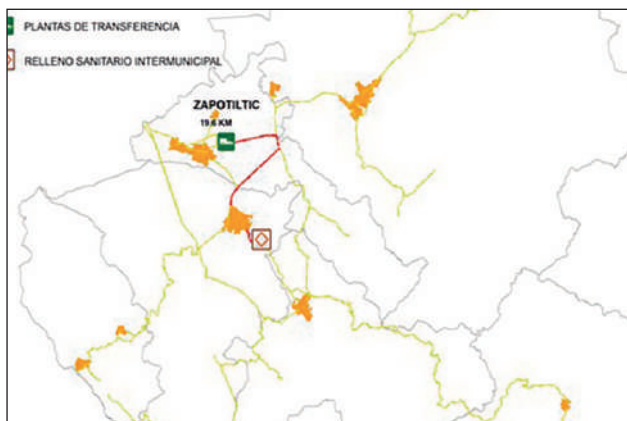 PLANTAS DE TRANSFERENCIA
RELLENO SANITARIO INTERMUNICIPAL
ZAPOTILTIC
19.6 KM